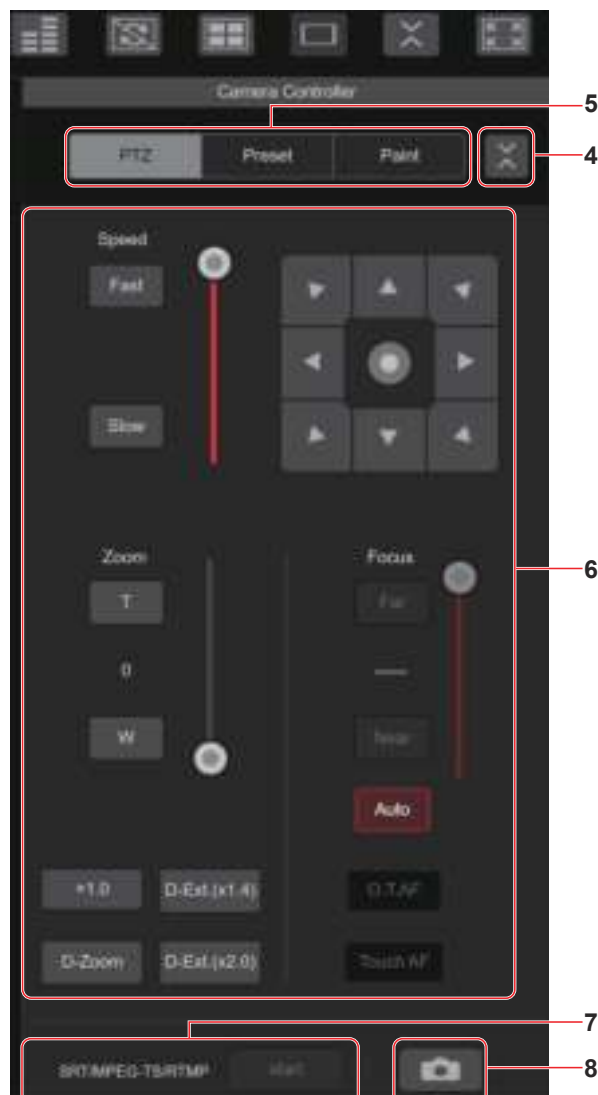 Camera Controller
5
PTZ Preset Paint
4
Speed
Fast
Slow
Zoom
Focus
6
T
Far
0
W
Near
Auto
×1.0 D-Ext.(x1.4)
O.T.AF
D-Zoom D-Ext.(x2.0)
Touch AF
7
SRT/MPEG-TS/RTMP start
8